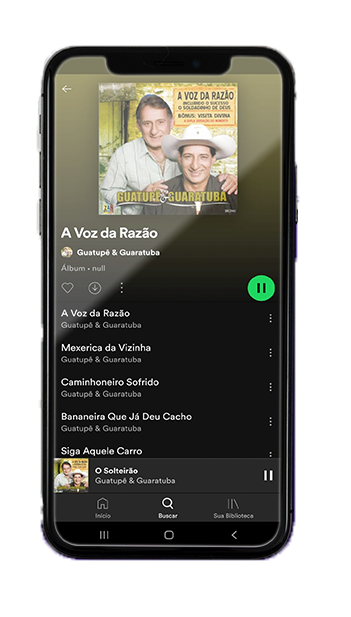 A VOZ DA RAZÃO
INCLUINDO O SUCESSO
O SOLDADINHO DE DEUS
BÔNUS: VISITA DIVINA
GUATUPÊ & GUARATUBA
A Voz da Razão
Guatupê & Guaratuba
Álbum • null
A Voz da Razão
Guatupê & Guaratuba
Mexerica da Vizinha
Guatupê & Guaratuba
Caminhoneiro Sofrido
Guatupê & Guaratuba
Bananeira Que Já Deu Cacho
Guatupê & Guaratuba
Siga Aquele Carro
O Solteirão
Guatupê & Guaratuba
Início
Buscar
Sua Biblioteca